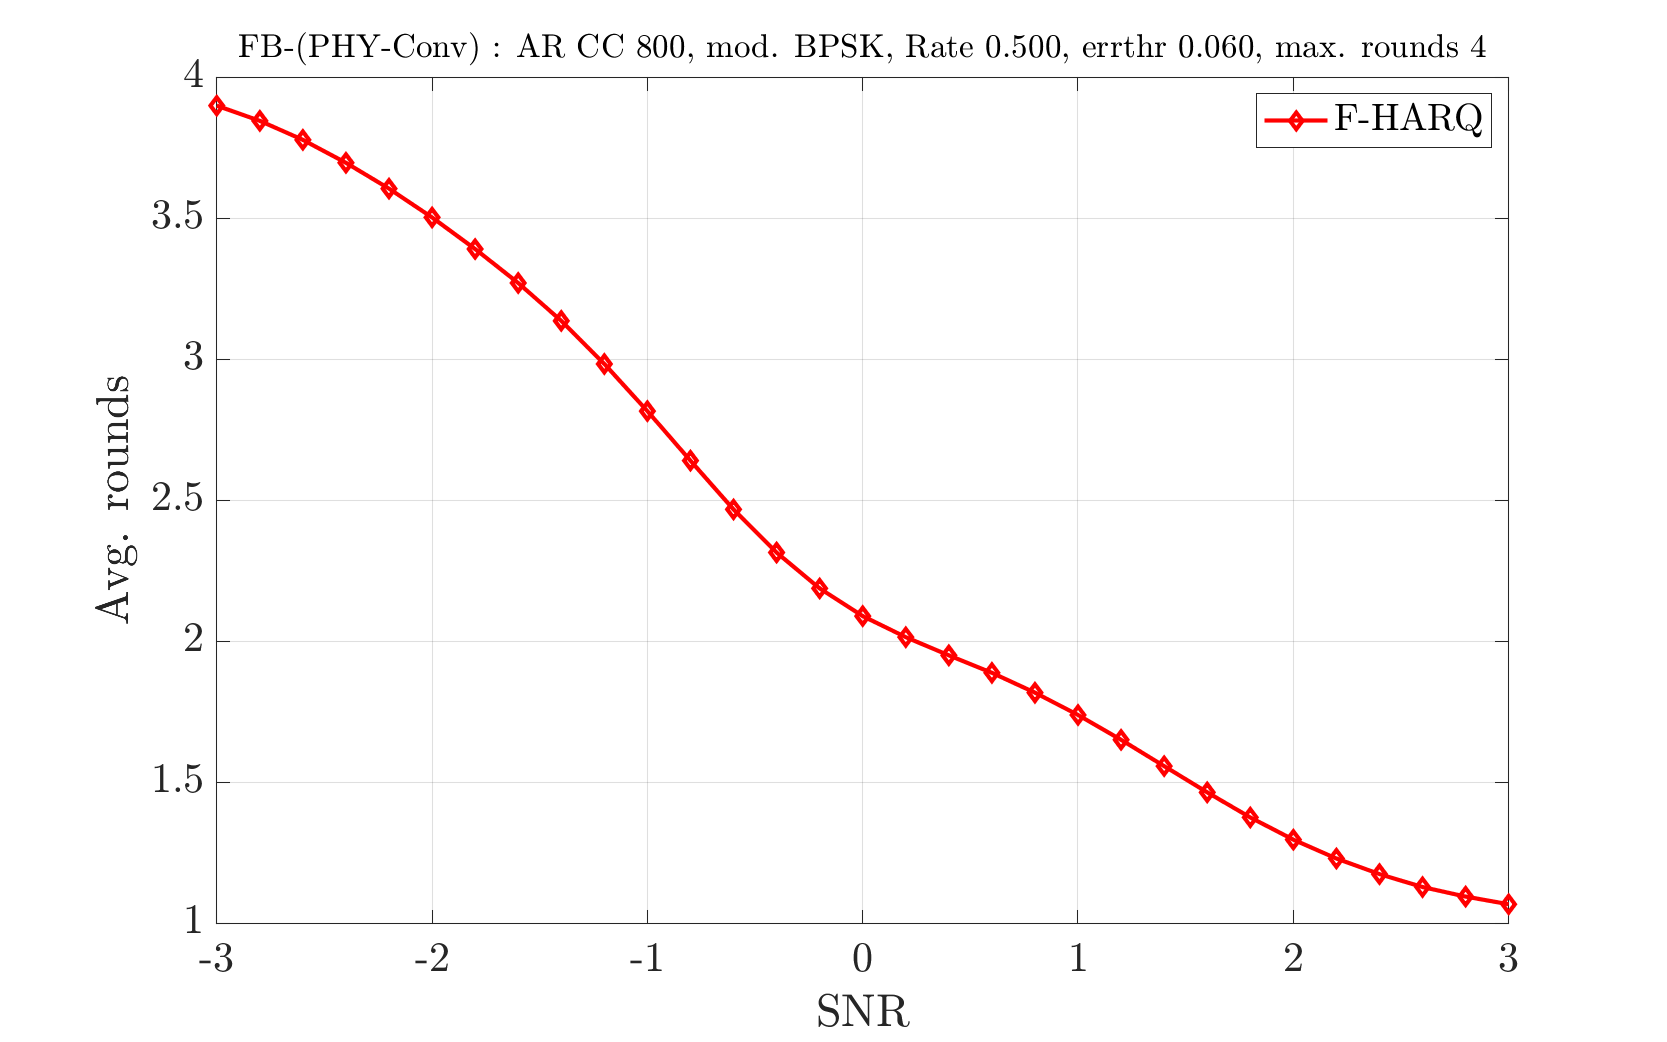 FB-(PHY-Conv) : AR CC 800, mod. BPSK, Rate 0.500, errthr 0.060, max. rounds 4
F-HARQ
4
3.5
3
2.5
2
1.5
1
Avg. rounds
-3 -2 -1 0 1 2 3
SNR